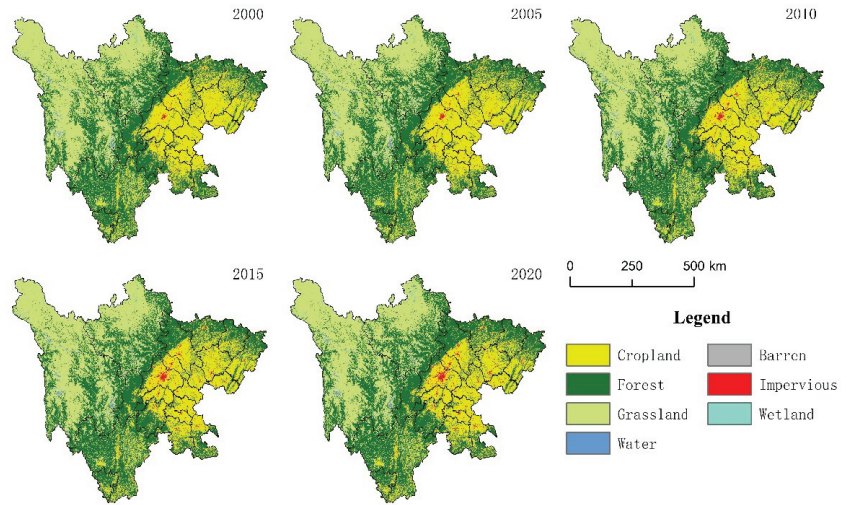 2000
2005
2010
2015
2020
0 250 500 km
Legend
Cropland
Barren
Forest
Impervious
Grassland
Wetland
Water